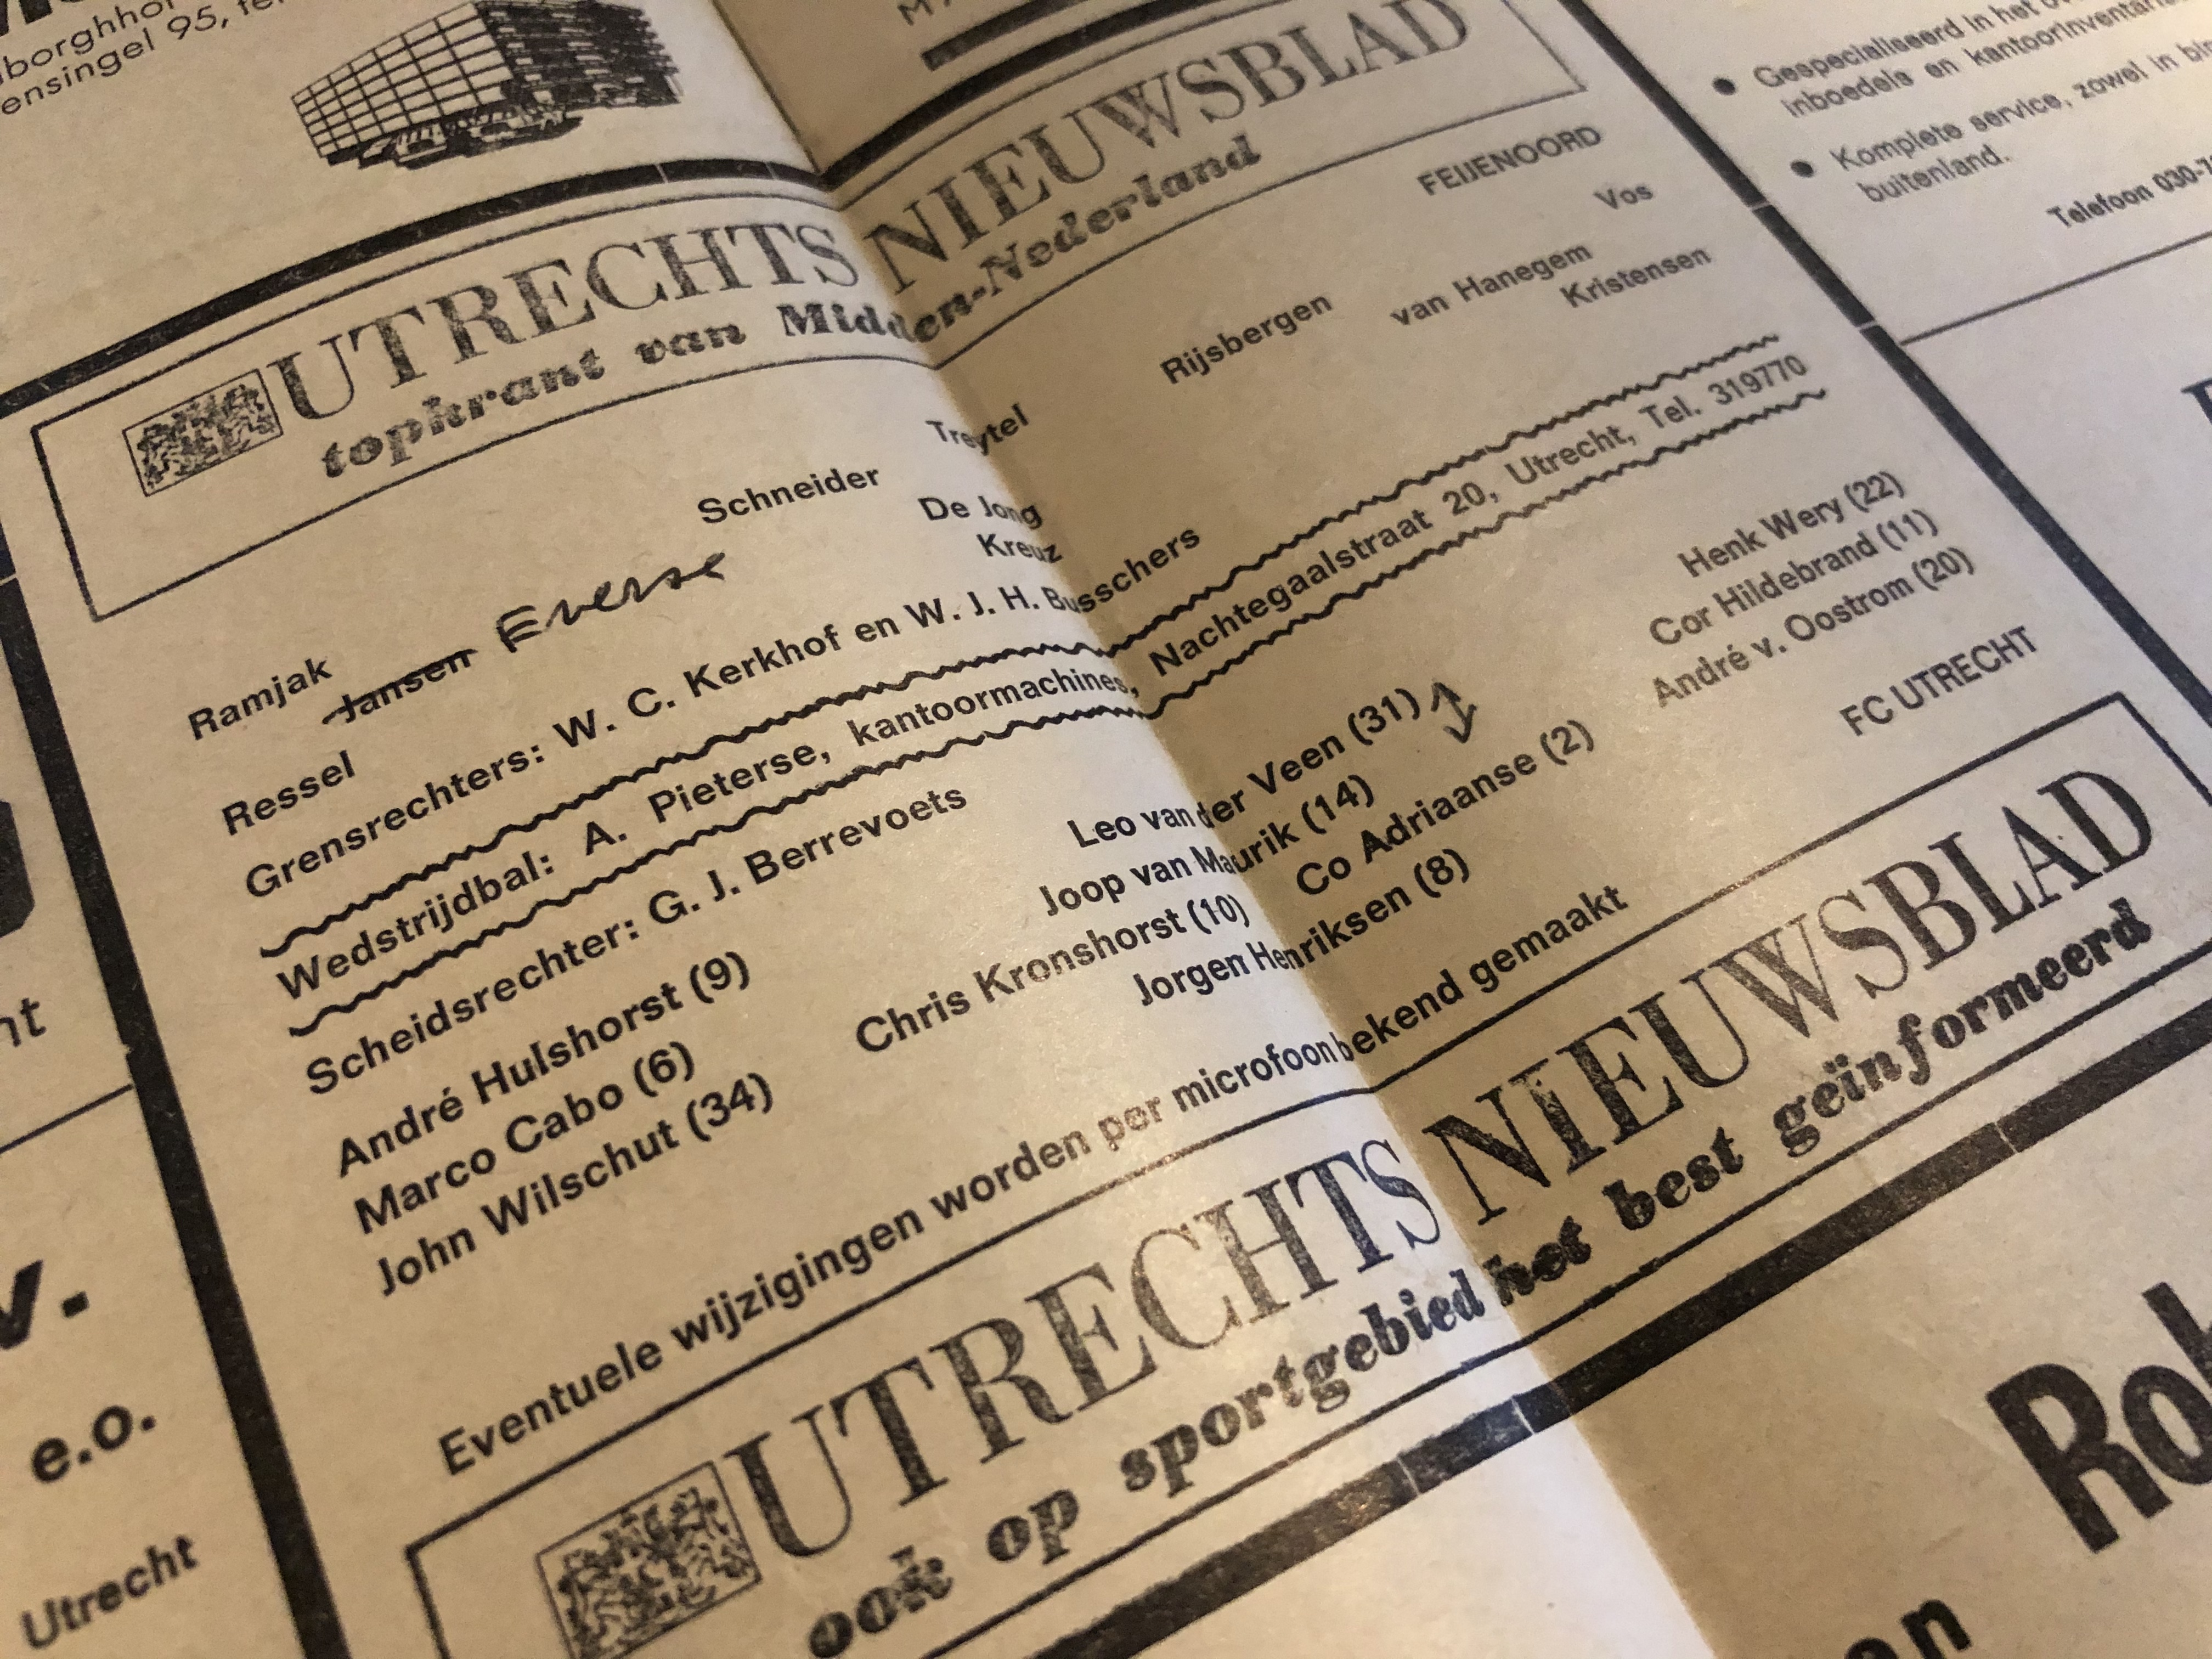 ensingel 95,
UTRECHTS NIEUWSBLAD
topkrant van Midden-Nederland
FEIJENOORD
Treytel
Schneider Rijsbergen van Hanegem Vos
Ramjak De Jong Kristensen
Jansen Everse Kreuz
Ressel
Grensrechters: W. C. Kerkhof en W. J. H. Busschers
Wedstrijdbal: A. Pieterse, kantoormachines, Nachtegaalstraat 20, Utrecht, Tel. 319770
Scheidsrechter: G. J. Berrevoets
André Hulshorst (9) Leo van der Veen (31) Henk Wery (22)
Marco Cabo (6) Joop van Maurik (14) Cor Hildebrand (11)
John Wilschut (34) Chris Kronshorst (10) Co Adriaanse (2) André v. Oostrom (20)
Jorgen Henriksen (8)
FC UTRECHT
Eventuele wijzigingen worden per microfoon bekend gemaakt
UTRECHTS NIEUWSBLAD
ook op sportgebied het best geïnformeerd
Gespecialiseerd in het
inboedels en
Komplete service, zowel in
buitenland.
Telefoon
e.o.
Utrecht